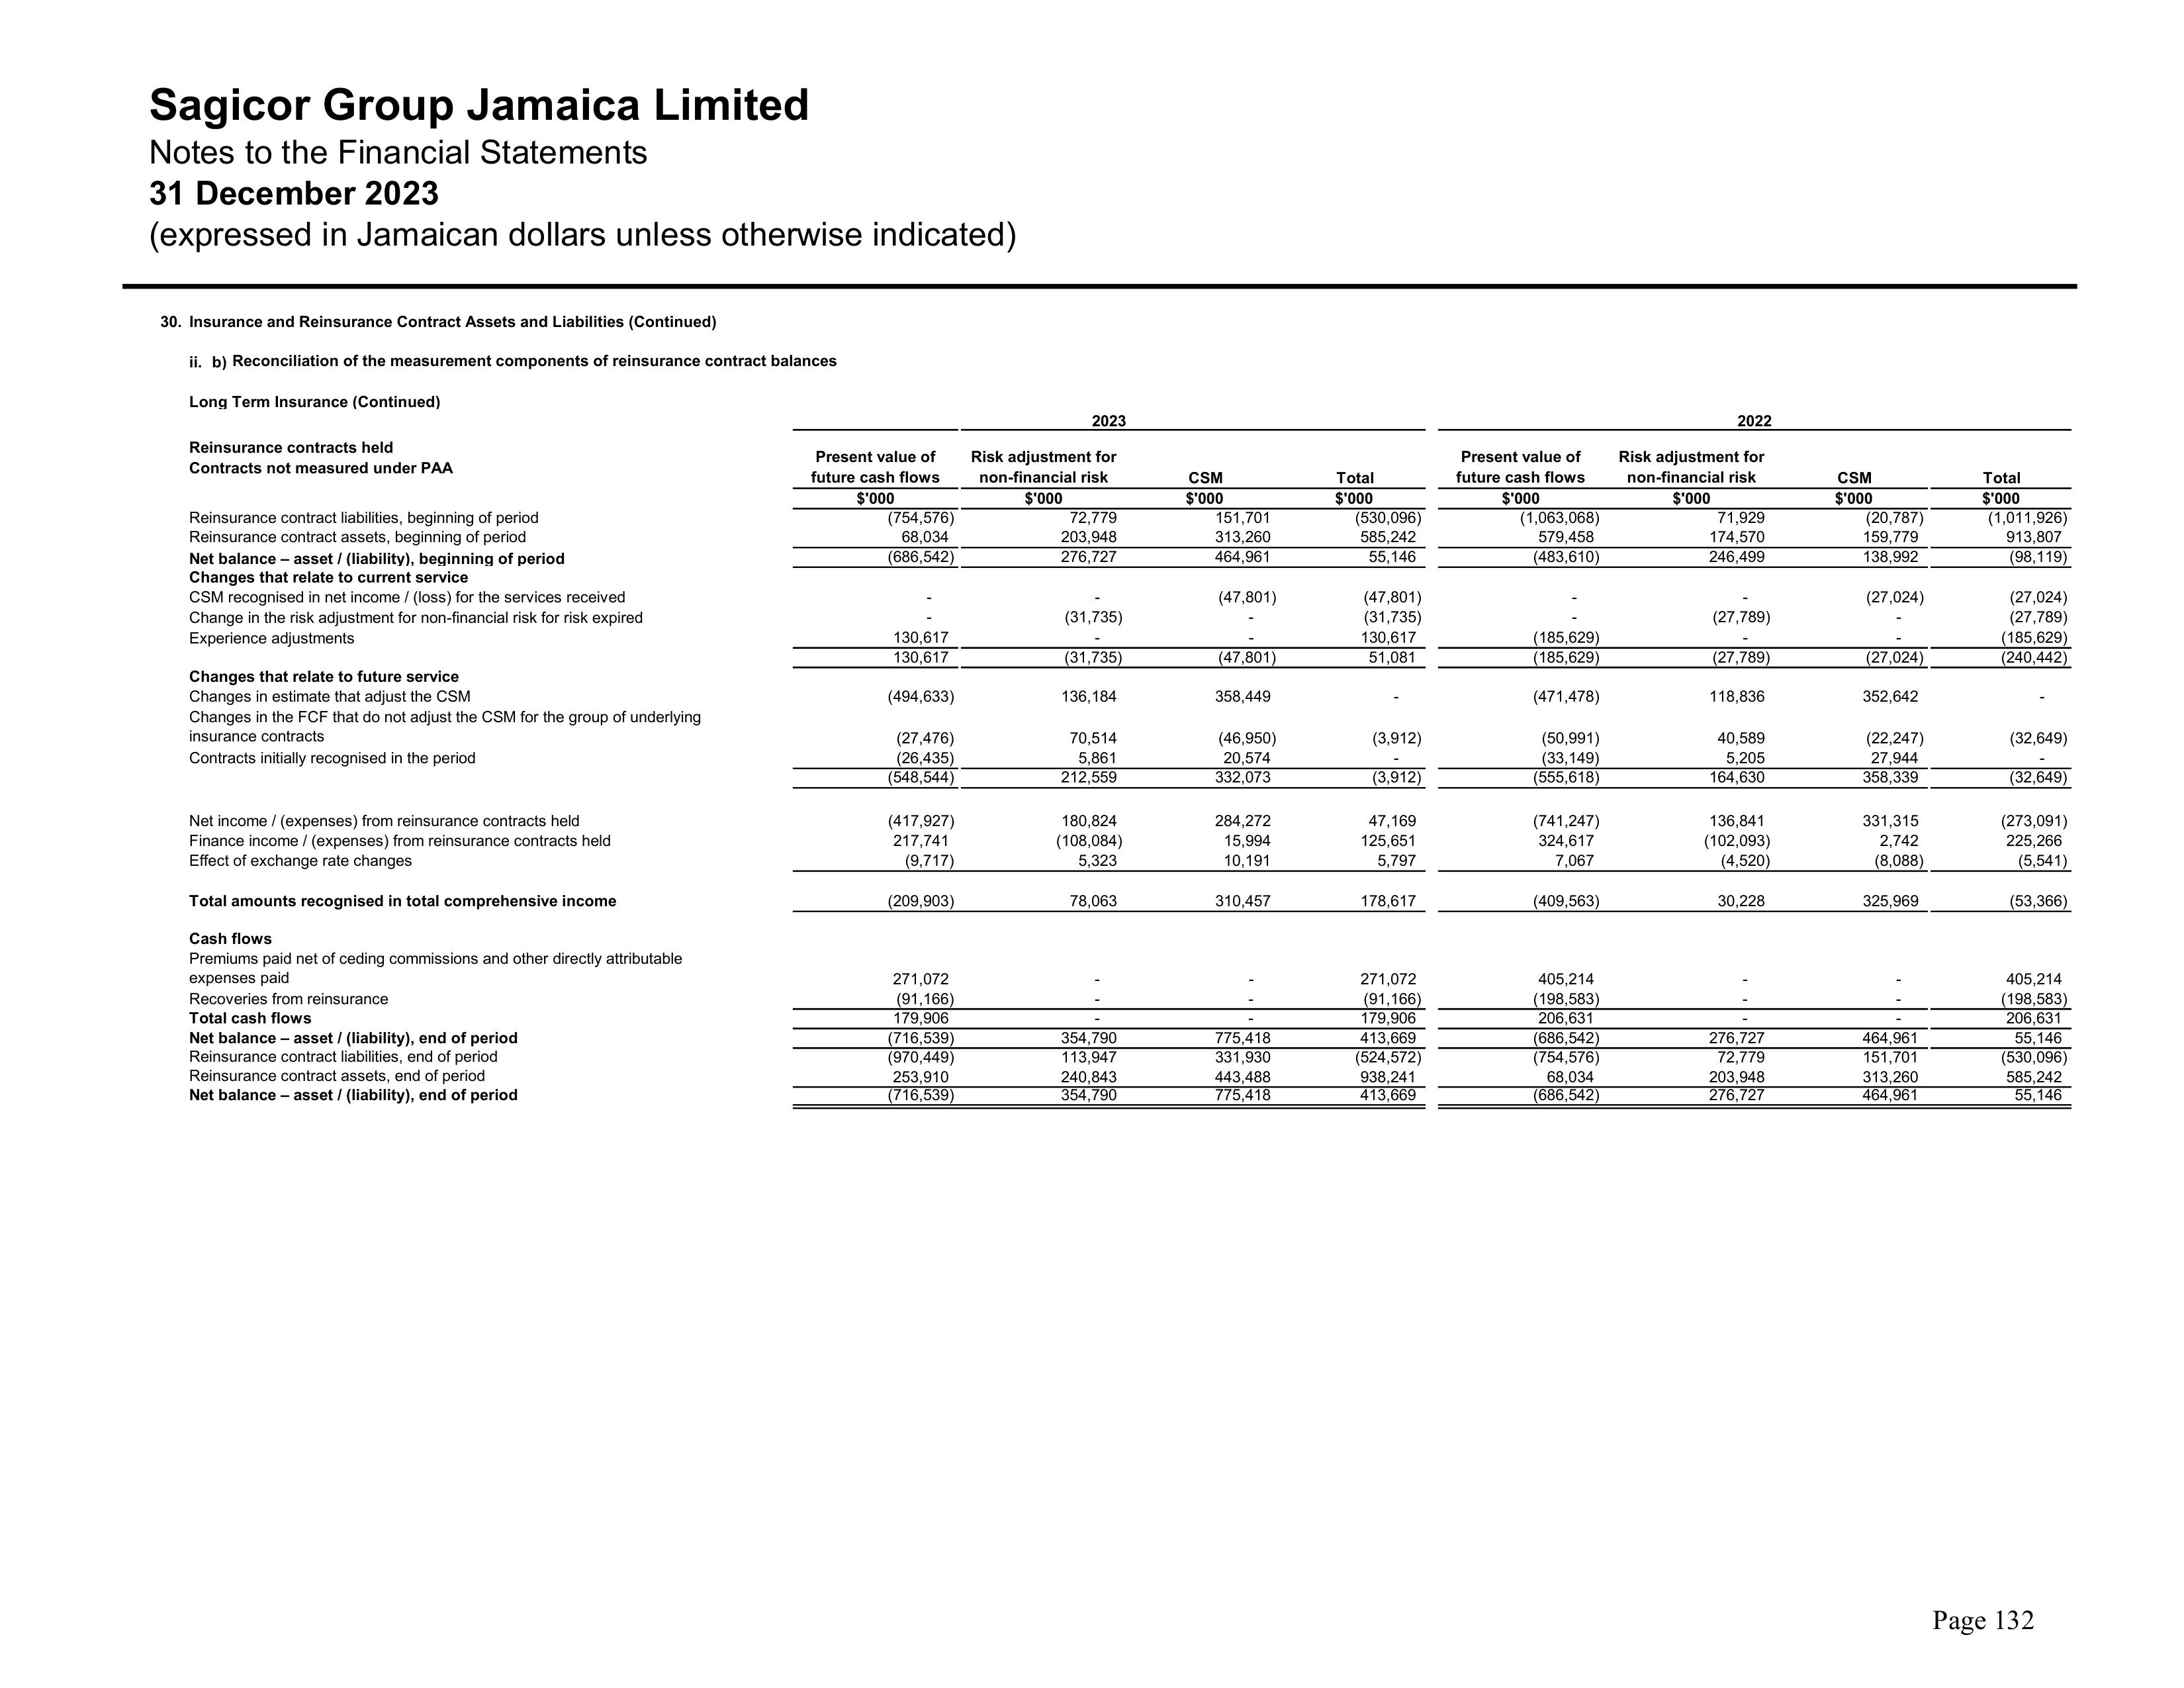 Sagicor Group Jamaica Limited
Notes to the Financial Statements
31 December 2023
(expressed in Jamaican dollars unless otherwise indicated)
30. Insurance and Reinsurance Contract Assets and Liabilities (Continued)
ii. b) Reconciliation of the measurement components of reinsurance contract balances
Long Term Insurance (Continued)
2023 2022
Reinsurance contracts held
Contracts not measured under PAA
Present value of Risk adjustment for Present value of Risk adjustment for
future cash flows non-financial risk CSM Total future cash flows non-financial risk CSM Total
$'000 $'000 $'000 $'000 $'000 $'000 $'000 $'000
Reinsurance contract liabilities, beginning of period (754,576) 72,779 151,701 (530,096) (1,063,068) 71,929 (20,787) (1,011,926)
Reinsurance contract assets, beginning of period 68,034 203,948 313,260 585,242 579,458 174,570 159,779 913,807
Net balance – asset / (liability), beginning of period (686,542) 276,727 464,961 55,146 (483,610) 246,499 138,992 (98,119)
Changes that relate to current service
CSM recognised in net income / (loss) for the services received - - (47,801) (47,801) - - (27,024) (27,024)
Change in the risk adjustment for non-financial risk for risk expired - (31,735) - (31,735) - (27,789) - (27,789)
Experience adjustments 130,617 - - 130,617 (185,629) - - (185,629)
130,617 (31,735) (47,801) 51,081 (185,629) (27,789) (27,024) (240,442)
Changes that relate to future service
Changes in estimate that adjust the CSM (494,633) 136,184 358,449 - (471,478) 118,836 352,642 -
Changes in the FCF that do not adjust the CSM for the group of underlying
insurance contracts (27,476) 70,514 (46,950) (3,912) (50,991) 40,589 (22,247) (32,649)
Contracts initially recognised in the period (26,435) 5,861 20,574 - (33,149) 5,205 27,944 -
(548,544) 212,559 332,073 (3,912) (555,618) 164,630 358,339 (32,649)
Net income / (expenses) from reinsurance contracts held (417,927) 180,824 284,272 47,169 (741,247) 136,841 331,315 (273,091)
Finance income / (expenses) from reinsurance contracts held 217,741 (108,084) 15,994 125,651 324,617 (102,093) 2,742 225,266
Effect of exchange rate changes (9,717) 5,323 10,191 5,797 7,067 (4,520) (8,088) (5,541)
Total amounts recognised in total comprehensive income (209,903) 78,063 310,457 178,617 (409,563) 30,228 325,969 (53,366)
Cash flows
Premiums paid net of ceding commissions and other directly attributable
expenses paid 271,072 - - 271,072 405,214 - - 405,214
Recoveries from reinsurance (91,166) - - (91,166) (198,583) - - (198,583)
Total cash flows 179,906 - - 179,906 206,631 - - 206,631
Net balance – asset / (liability), end of period (716,539) 354,790 775,418 413,669 (686,542) 276,727 464,961 55,146
Reinsurance contract liabilities, end of period (970,449) 113,947 331,930 (524,572) (754,576) 72,779 151,701 (530,096)
Reinsurance contract assets, end of period 253,910 240,843 443,488 938,241 68,034 203,948 313,260 585,242
Net balance – asset / (liability), end of period (716,539) 354,790 775,418 413,669 (686,542) 276,727 464,961 55,146
Page 132